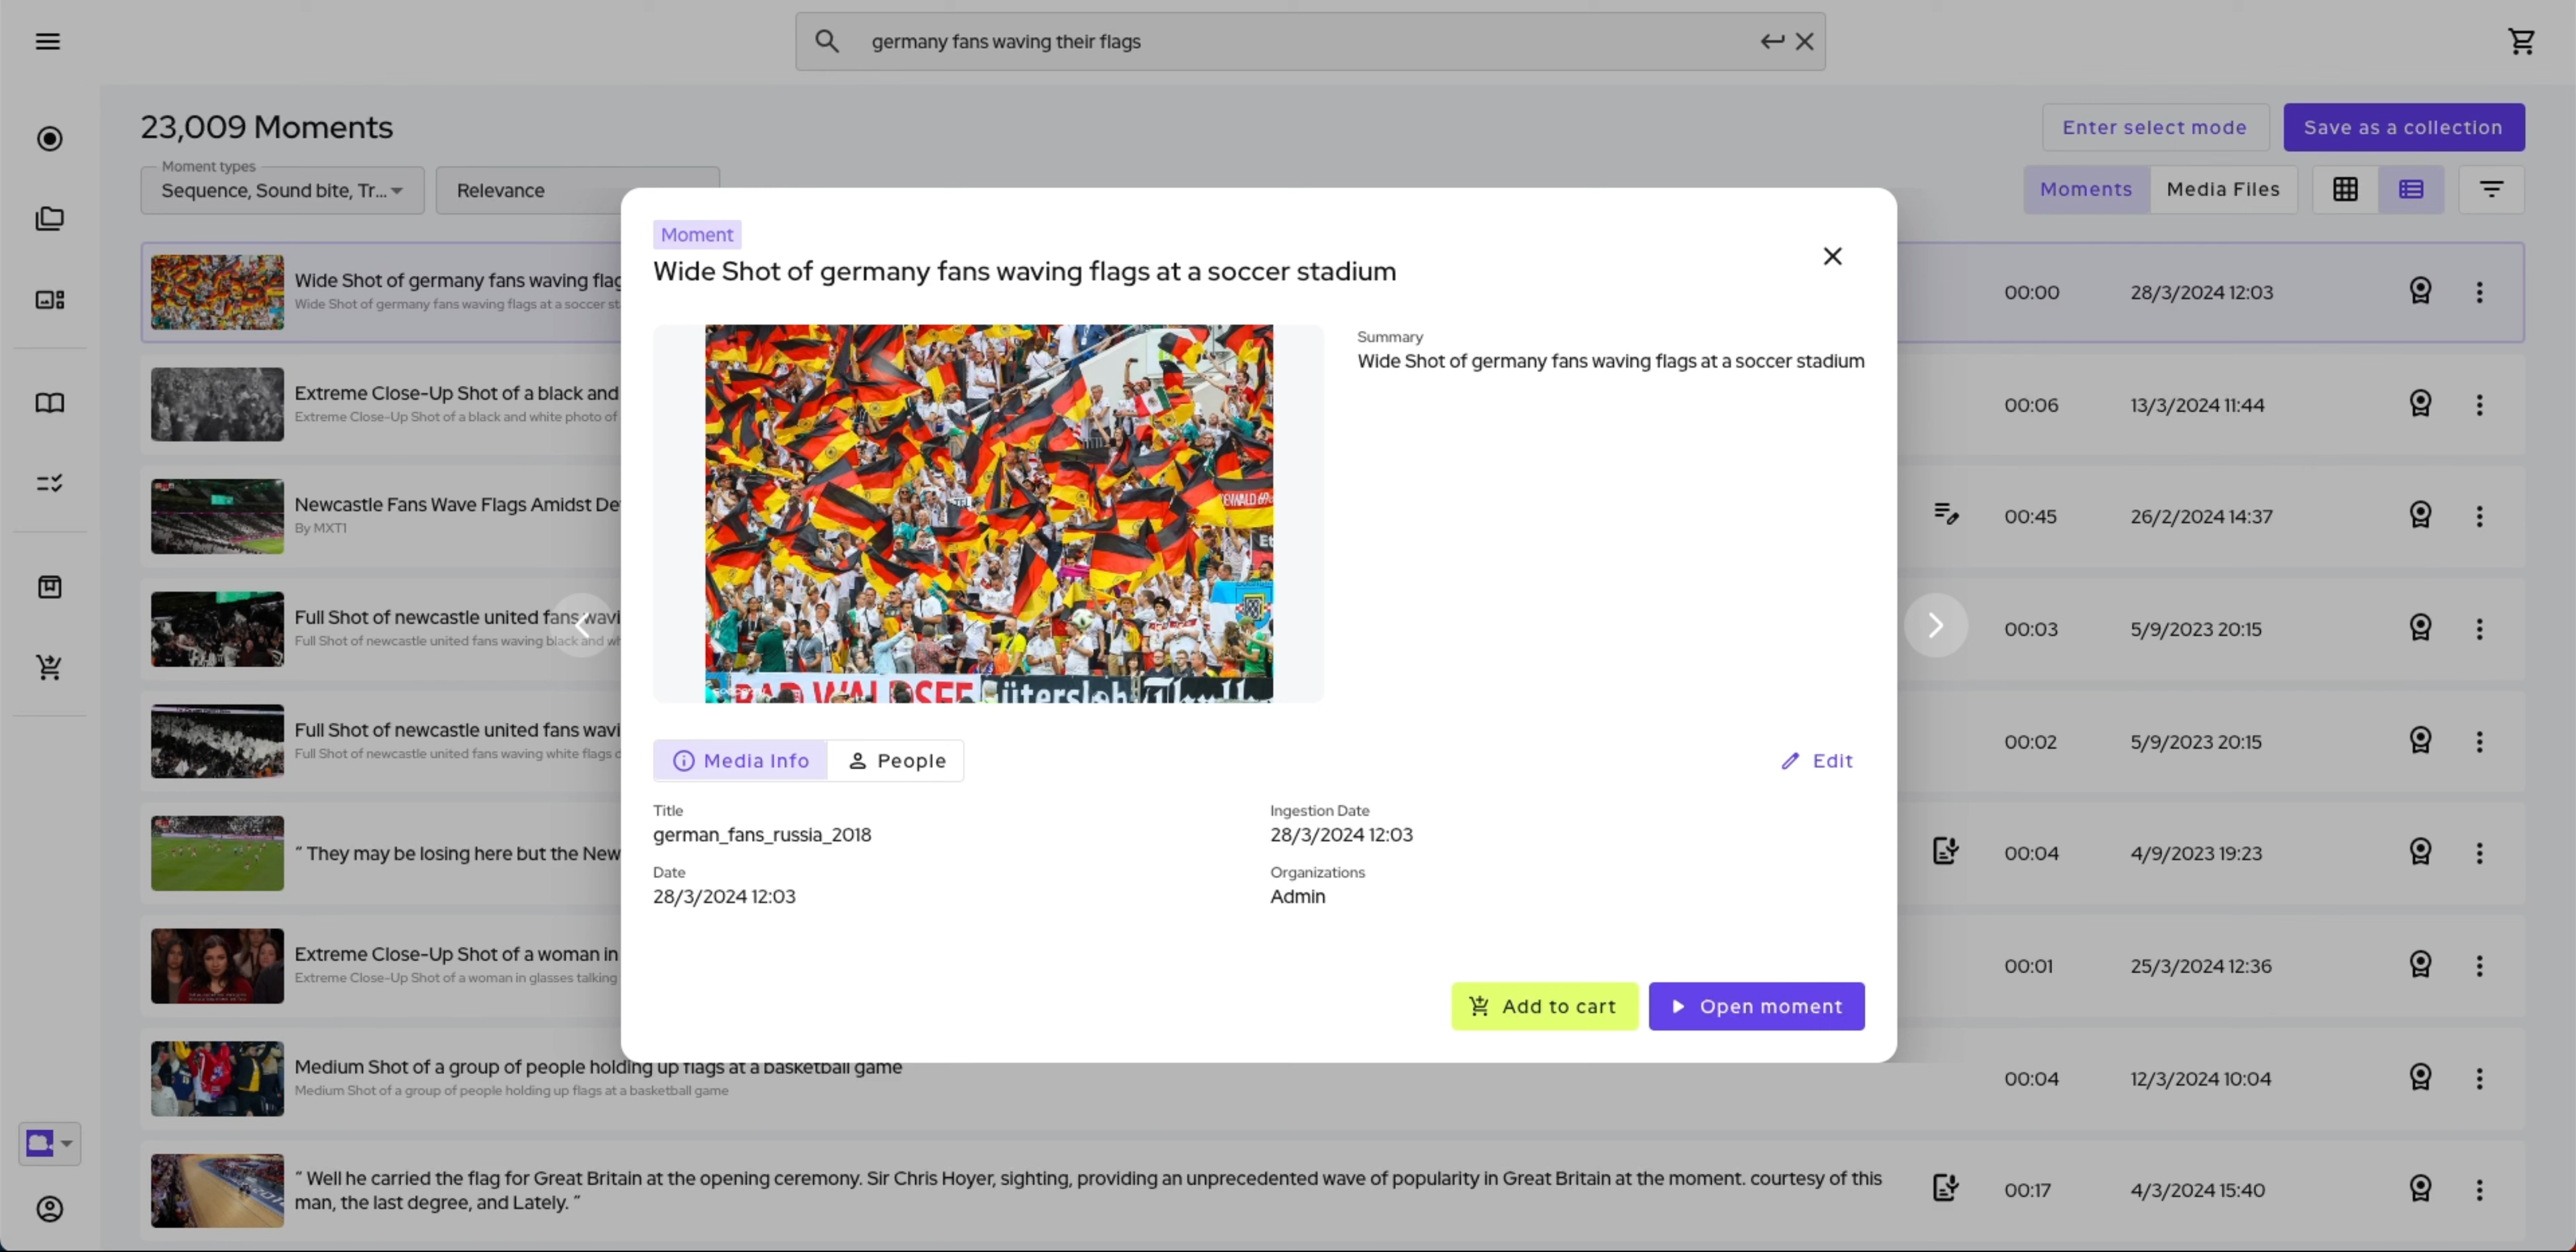 germany fans waving their flags
23,009 Moments
Enter select mode
Save as a collection
Moment types
Sequence, Sound bite, Tr...
Relevance
Moments
Media Files
Wide Shot of germany fans waving flag
Wide Shot of germany fans waving flags at a soccer st
00:00
28/3/2024 12:03
Extreme Close-Up Shot of a black and
Extreme Close-Up Shot of a black and white photo of
00:06
13/3/2024 11:44
Newcastle Fans Wave Flags Amidst De
By MXT1
00:45
26/2/2024 14:37
Full Shot of newcastle united fans wavi
Full Shot of newcastle united fans waving black and wh
00:03
5/9/2023 20:15
Full Shot of newcastle united fans wavi
Full Shot of newcastle united fans waving white flags
00:02
5/9/2023 20:15
“ They may be losing here but the New
00:04
4/9/2023 19:23
Extreme Close-Up Shot of a woman in
Extreme Close-Up Shot of a woman in glasses talking
00:01
25/3/2024 12:36
Medium Shot of a group of people holding up flags at a basketball game
Medium Shot of a group of people holding up flags at a basketball game
00:04
12/3/2024 10:04
“ Well he carried the flag for Great Britain at the opening ceremony. Sir Chris Hoyer, sighting, providing an unprecedented wave of popularity in Great Britain at the moment. courtesy of this
man, the last degree, and Lately. ”
00:17
4/3/2024 15:40
Moment
Wide Shot of germany fans waving flags at a soccer stadium
BAD WALDSEE
ütersloh
Summary
Wide Shot of germany fans waving flags at a soccer stadium
Media Info
People
Edit
Title
german_fans_russia_2018
Ingestion Date
28/3/2024 12:03
Date
28/3/2024 12:03
Organizations
Admin
Add to cart
Open moment